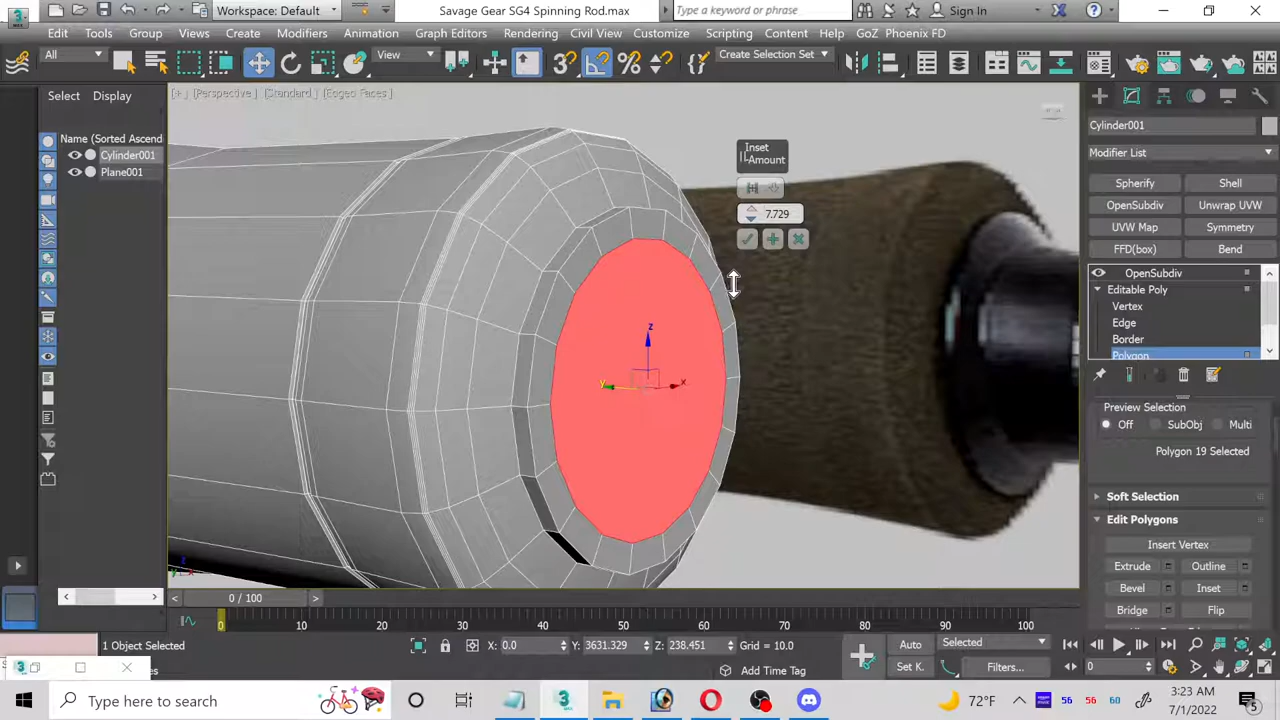 Workspace: Default
Savage Gear SG4 Spinning Rod.max
Type a keyword or phrase
Sign In
Edit Tools Group Views Create Modifiers Animation Graph Editors Rendering Civil View Customize Scripting Content Help GoZ Phoenix FD
All
View
Create Selection Set
Select Display
[+] [Perspective] [Standard] [Edged Faces]
Name (Sorted Ascend
Cylinder001
Plane001
Inset
Amount
7.729
z
y
x
Cylinder001
Modifier List
Spherify Shell
OpenSubdiv Unwrap UVW
UVW Map Symmetry
FFD(box) Bend
OpenSubdiv
Editable Poly
Vertex
Edge
Border
Polygon
Preview Selection
Off SubObj Multi
Polygon 19 Selected
Soft Selection
Edit Polygons
Insert Vertex
Extrude Outline
Bevel Inset
Bridge Flip
0 / 100
0 10 20 30 40 50 60 70 80 90 100
1 Object Selected
X: 0.0 Y: 3631.329 Z: 238.451 Grid = 10.0
Auto Selected
Add Time Tag
Set K. Filters...
0
Type here to search
72°F
56 56 60
3:23 AM
7/1/2022
5